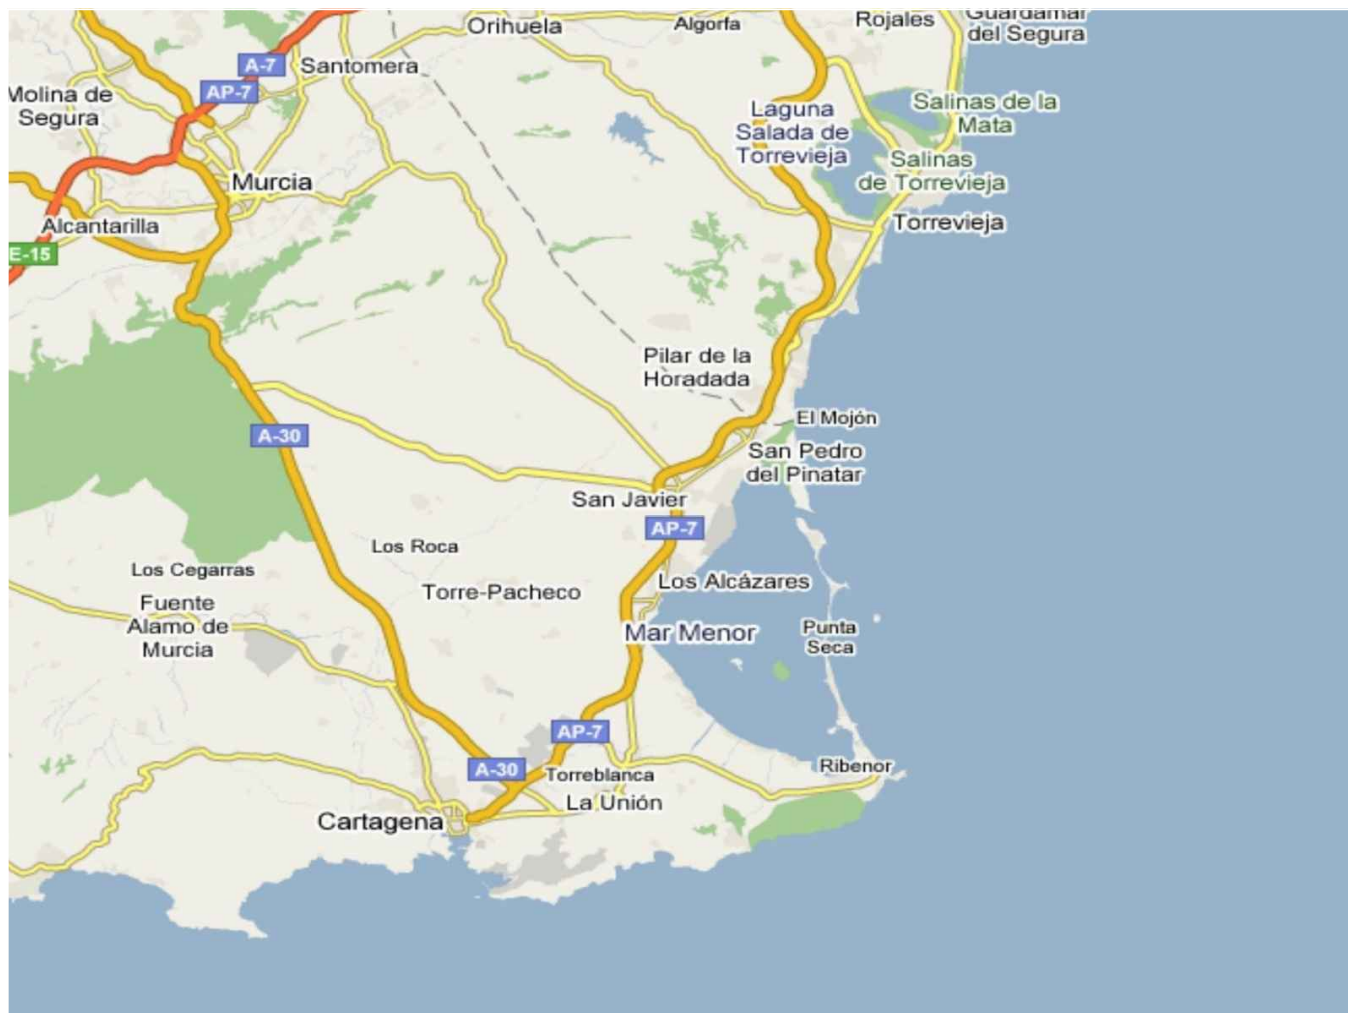 Orihuela
Algorfa
Rojales
Guardamar
del Segura
A-7
Santomera
AP-7
Molina de
Segura
Laguna
Salada de
Torrevieja
Salinas de la
Mata
Salinas
de Torrevieja
Murcia
Alcantarilla
Torrevieja
E-15
Pilar de la
Horadada
El Mojón
A-30
San Pedro
del Pinatar
San Javier
AP-7
Los Roca
Los Cegarras
Los Alcázares
Torre-Pacheco
Fuente
Alamo de
Murcia
Mar Menor
Punta
Seca
AP-7
A-30
Torreblanca
Ribenor
La Unión
Cartagena